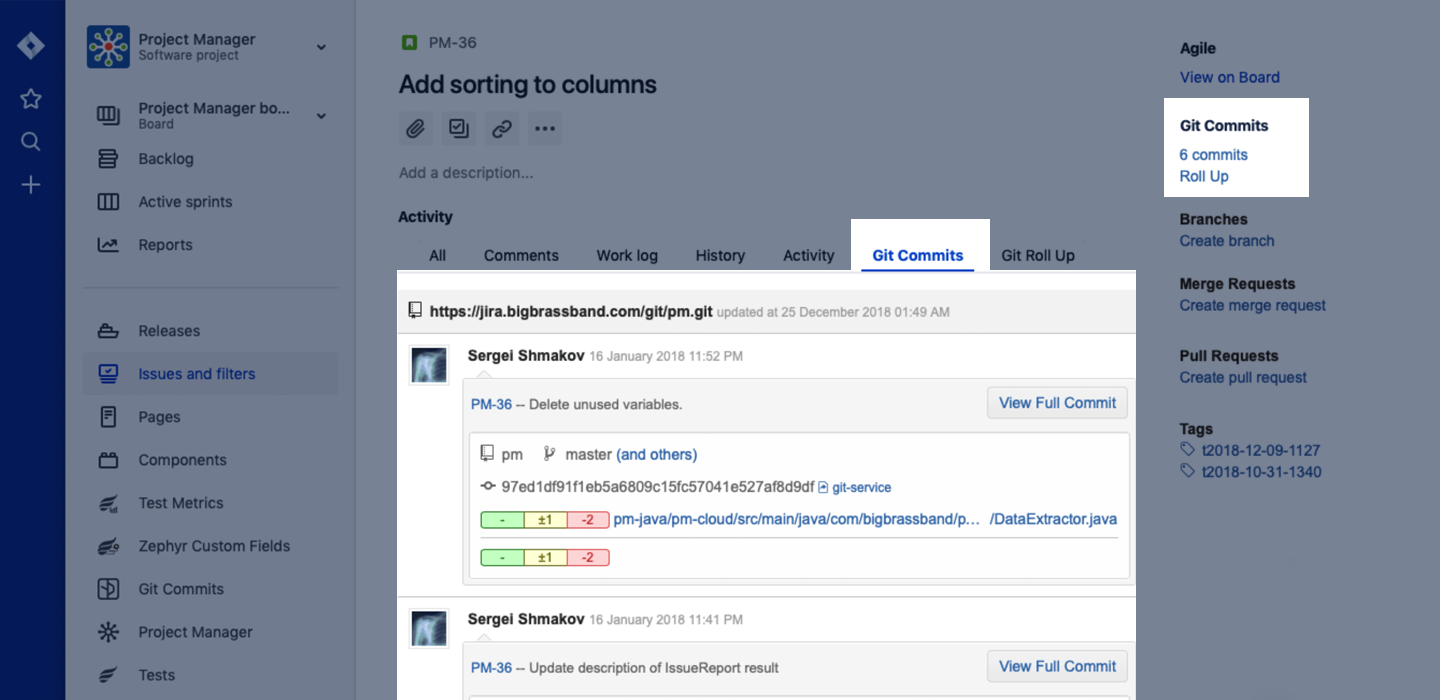 Project Manager
Software project
Project Manager bo...
Board
Backlog
Active sprints
Reports
Releases
Issues and filters
Pages
Components
Test Metrics
Zephyr Custom Fields
Git Commits
Project Manager
Tests
PM-36
Add sorting to columns
Add a description...
Activity
All Comments Work log History Activity Git Commits Git Roll Up
https://jira.bigbrassband.com/git/pm.git updated at 25 December 2018 01:49 AM
Sergei Shmakov 16 January 2018 11:52 PM
PM-36 -- Delete unused variables. View Full Commit
pm master (and others)
97ed1df91f1eb5a6809c15fc57041e527af8d9df git-service
- ±1 -2 pm-java/pm-cloud/src/main/java/com/bigbrassband/p... /DataExtractor.java
- ±1 -2
Sergei Shmakov 16 January 2018 11:41 PM
PM-36 -- Update description of IssueReport result View Full Commit
Agile
View on Board
Git Commits
6 commits
Roll Up
Branches
Create branch
Merge Requests
Create merge request
Pull Requests
Create pull request
Tags
t2018-12-09-1127
t2018-10-31-1340